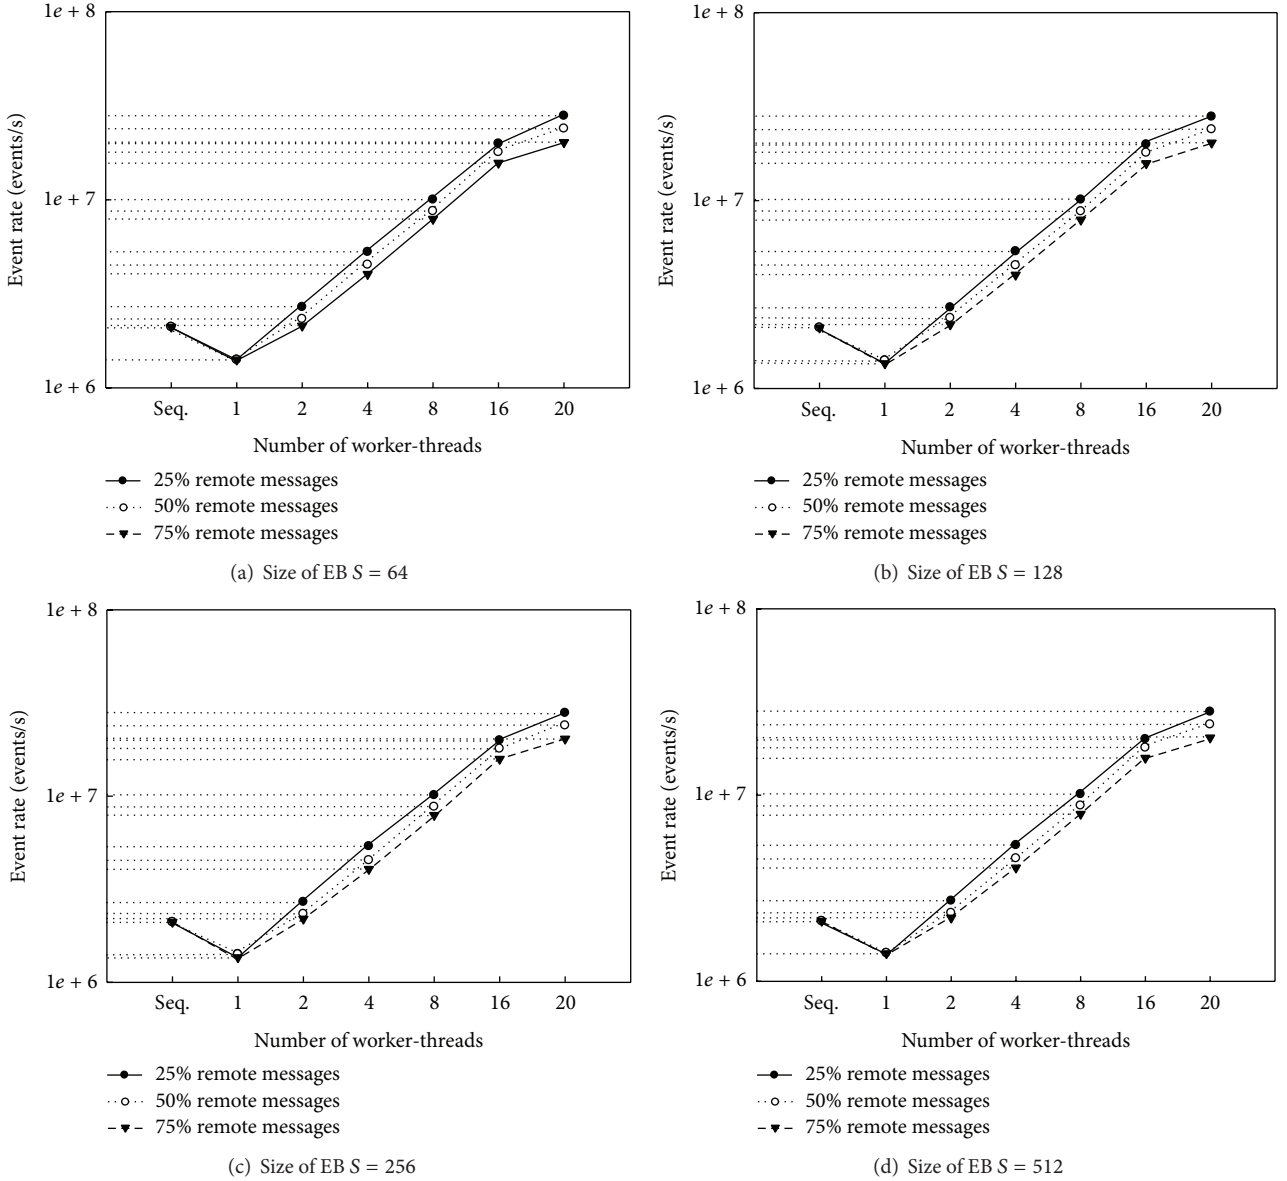 1e + 8
1e + 7
1e + 6
Event rate (events/s)
Seq. 1 2 4 8 16 20
Number of worker-threads
25% remote messages
50% remote messages
75% remote messages
(a) Size of EB S = 64
1e + 8
1e + 7
1e + 6
Event rate (events/s)
Seq. 1 2 4 8 16 20
Number of worker-threads
25% remote messages
50% remote messages
75% remote messages
(b) Size of EB S = 128
1e + 8
1e + 7
1e + 6
Event rate (events/s)
Seq. 1 2 4 8 16 20
Number of worker-threads
25% remote messages
50% remote messages
75% remote messages
(c) Size of EB S = 256
1e + 8
1e + 7
1e + 6
Event rate (events/s)
Seq. 1 2 4 8 16 20
Number of worker-threads
25% remote messages
50% remote messages
75% remote messages
(d) Size of EB S = 512